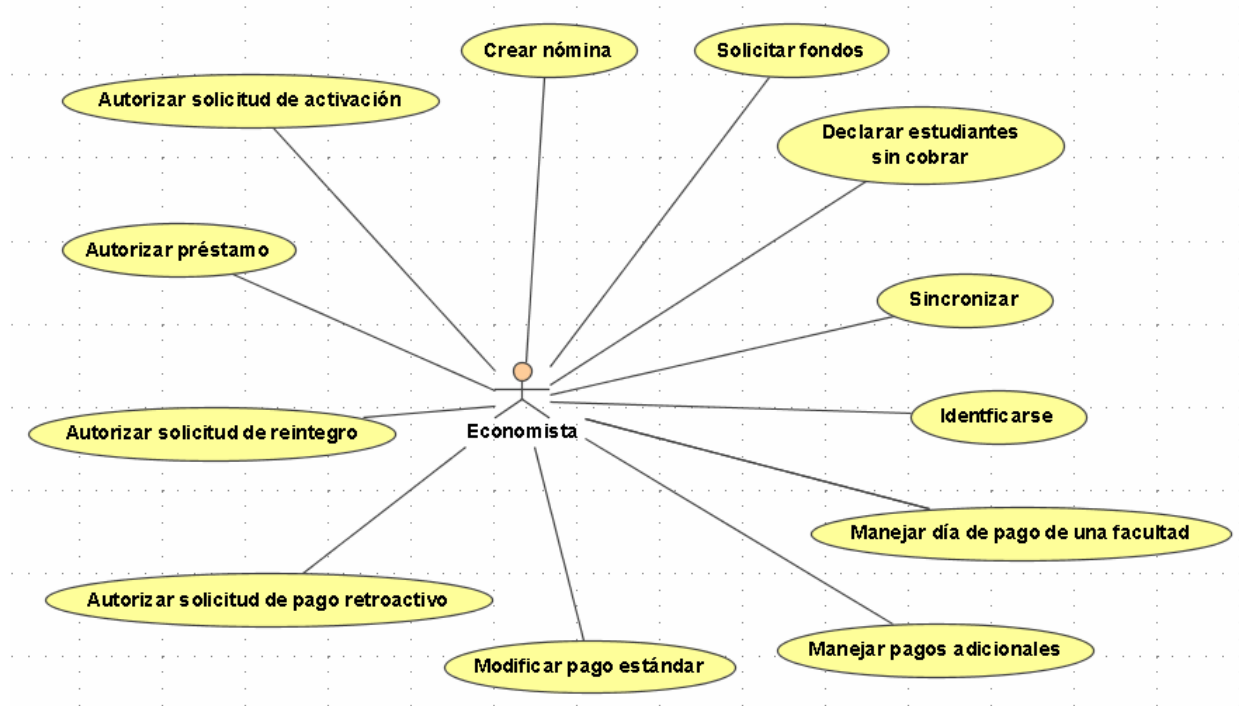 Crear nómina
Solicitar fondos
Autorizar solicitud de activación
Declarar estudiantes
sin cobrar
Autorizar préstamo
Sincronizar
Identficarse
Autorizar solicitud de reintegro
Economista
Manejar día de pago de una facultad
Autorizar solicitud de pago retroactivo
Manejar pagos adicionales
Modificar pago estándar